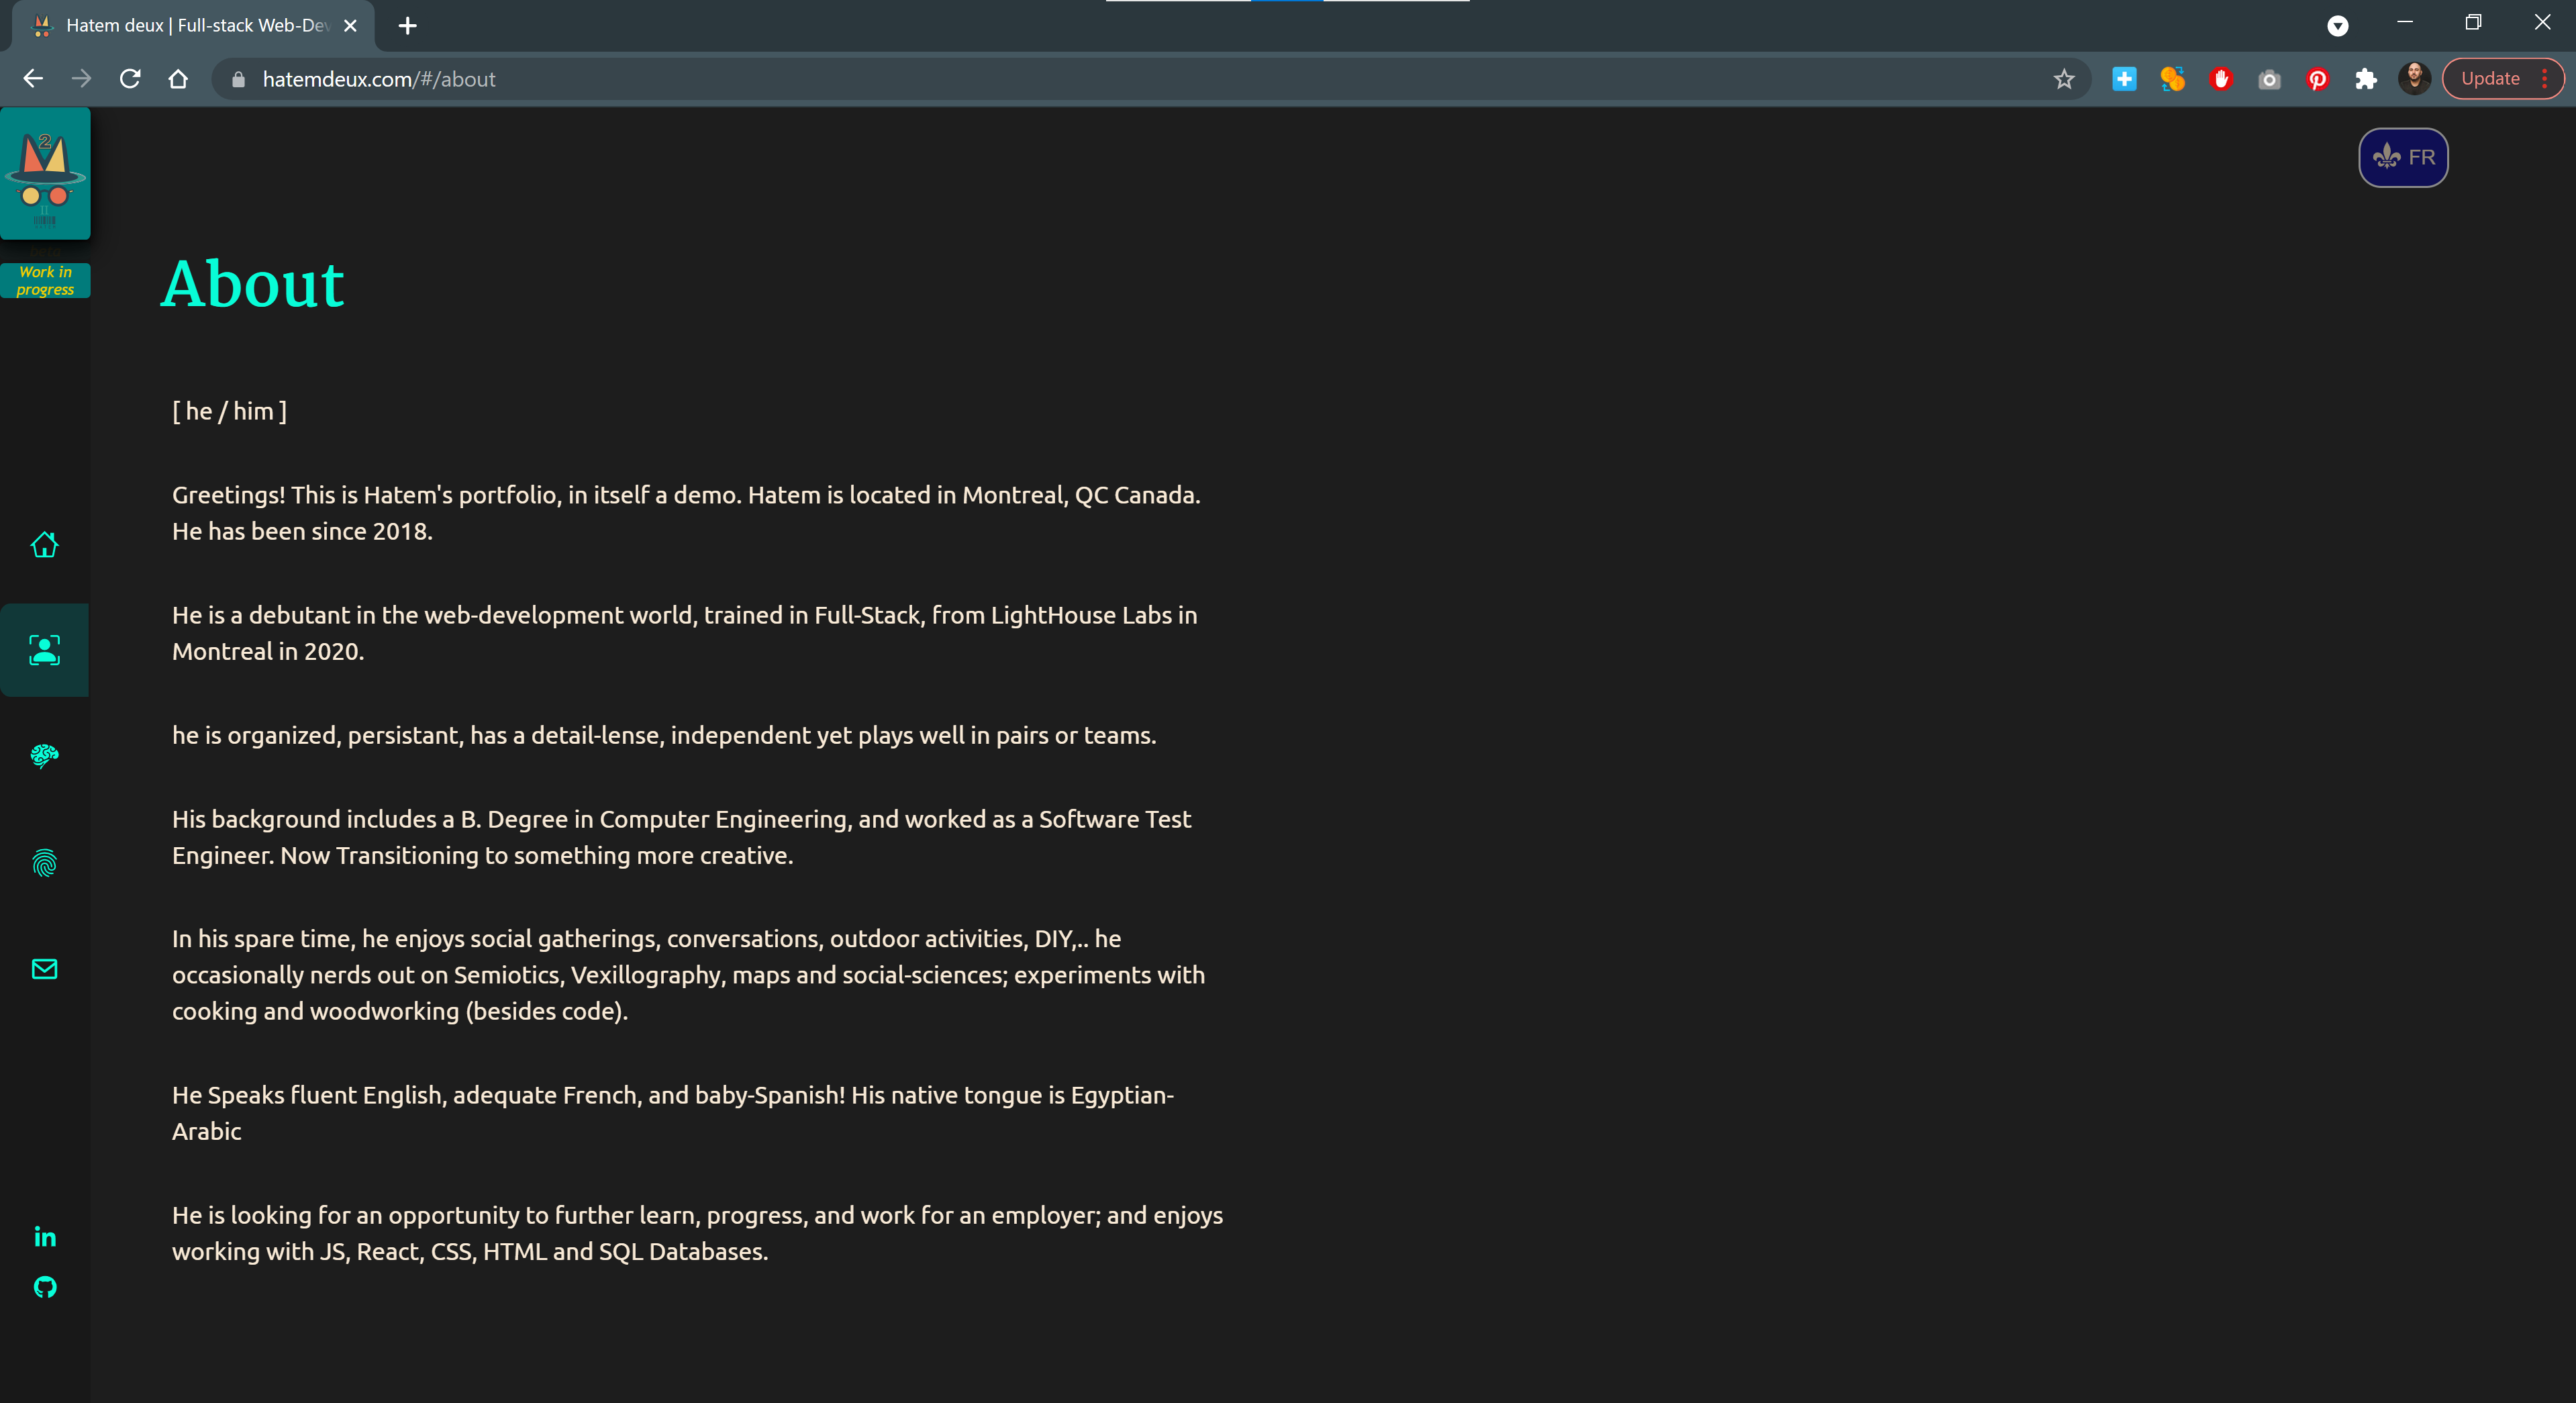 Hatem deux | Full-stack Web-Dev
hatemdeux.com/#/about
Update
2
FR
Work in
progress
About
[ he / him ]
Greetings! This is Hatem's portfolio, in itself a demo. Hatem is located in Montreal, QC Canada.
He has been since 2018.
He is a debutant in the web-development world, trained in Full-Stack, from LightHouse Labs in
Montreal in 2020.
he is organized, persistant, has a detail-lense, independent yet plays well in pairs or teams.
His background includes a B. Degree in Computer Engineering, and worked as a Software Test
Engineer. Now Transitioning to something more creative.
In his spare time, he enjoys social gatherings, conversations, outdoor activities, DIY,.. he
occasionally nerds out on Semiotics, Vexillography, maps and social-sciences; experiments with
cooking and woodworking (besides code).
He Speaks fluent English, adequate French, and baby-Spanish! His native tongue is Egyptian-
Arabic
He is looking for an opportunity to further learn, progress, and work for an employer; and enjoys
working with JS, React, CSS, HTML and SQL Databases.
in